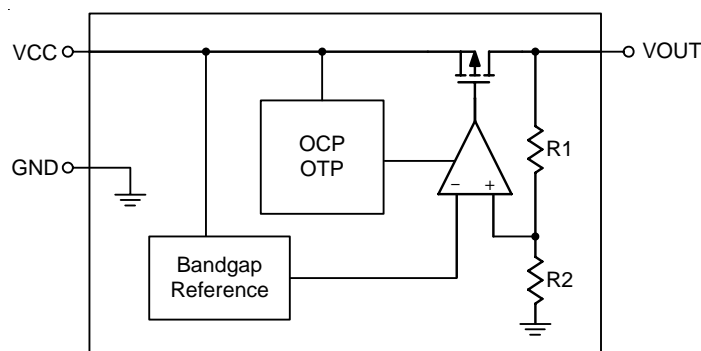 VCC
VOUT
OCP
OTP
R1
GND
− +
Bandgap
Reference
R2